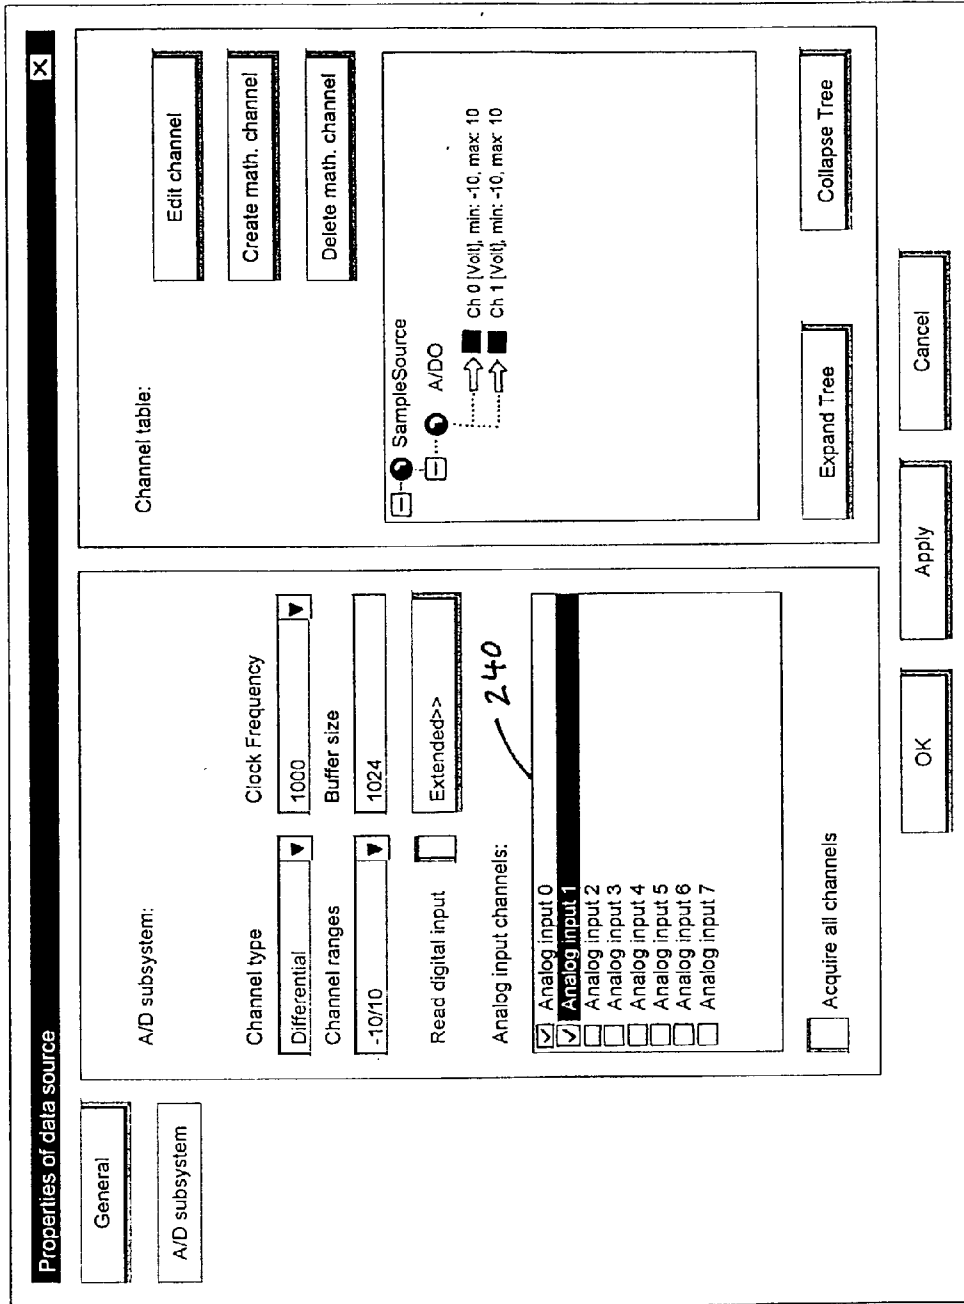 Properties of data source
General
A/D subsystem
A/D subsystem:
Channel type
Clock Frequency
Differential
1000
Channel ranges
Buffer size
-10/10
1024
Read digital input
Extended>>
Analog input channels:
240
Analog input 0
Analog input 1
Analog input 2
Analog input 3
Analog input 4
Analog input 5
Analog input 6
Analog input 7
Acquire all channels
Channel table:
Edit channel
Create math. channel
Delete math. channel
SampleSource
A/DO
Ch 0 [Volt], min: -10, max: 10
Ch 1 [Volt], min: -10, max: 10
Expand Tree
Collapse Tree
OK
Apply
Cancel